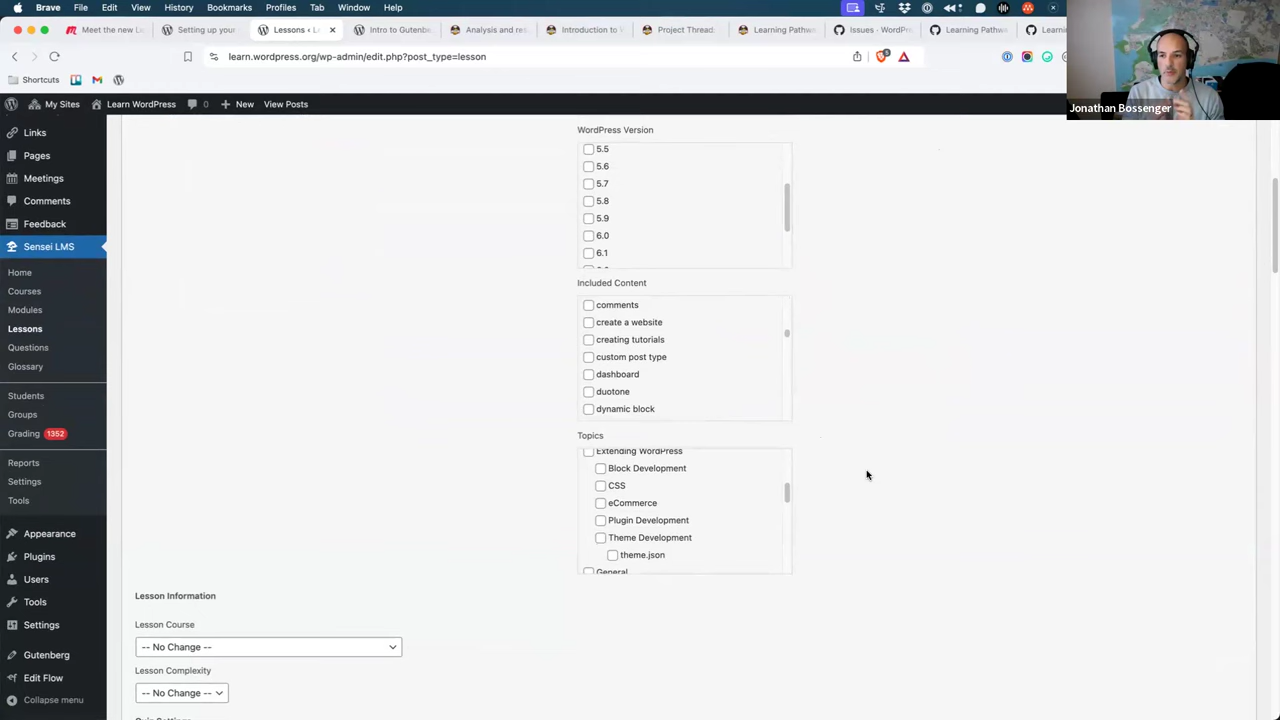 Chrome File Edit View History Bookmarks Profiles Tab Window Help
Meet the new Le
Setting up your
Lessons ‹ L
Intro to Gutenbe
Analysis and res
Introduction to V
Project Thread:
Learning Pathw
Issues · WordPre
Learning Pathw
Learni
learn.wordpress.org/wp-admin/edit.php?post_type=lesson
Shortcuts
My Sites
Learn WordPress
0
New
View Posts
Jonathan Bossenger
Links
Pages
Meetings
Comments
Feedback
Sensei LMS
Home
Courses
Modules
Lessons
Questions
Glossary
Students
Groups
Grading 1352
Reports
Settings
Tools
Appearance
Plugins
Users
Tools
Settings
Gutenberg
Edit Flow
Collapse menu
WordPress Version
5.5
5.6
5.7
5.8
5.9
6.0
6.1
Included Content
comments
create a website
creating tutorials
custom post type
dashboard
duotone
dynamic block
Topics
Extending WordPress
Block Development
CSS
eCommerce
Plugin Development
Theme Development
theme.json
General
Lesson Information
Lesson Course
-- No Change --
Lesson Complexity
-- No Change --
Quiz Settings